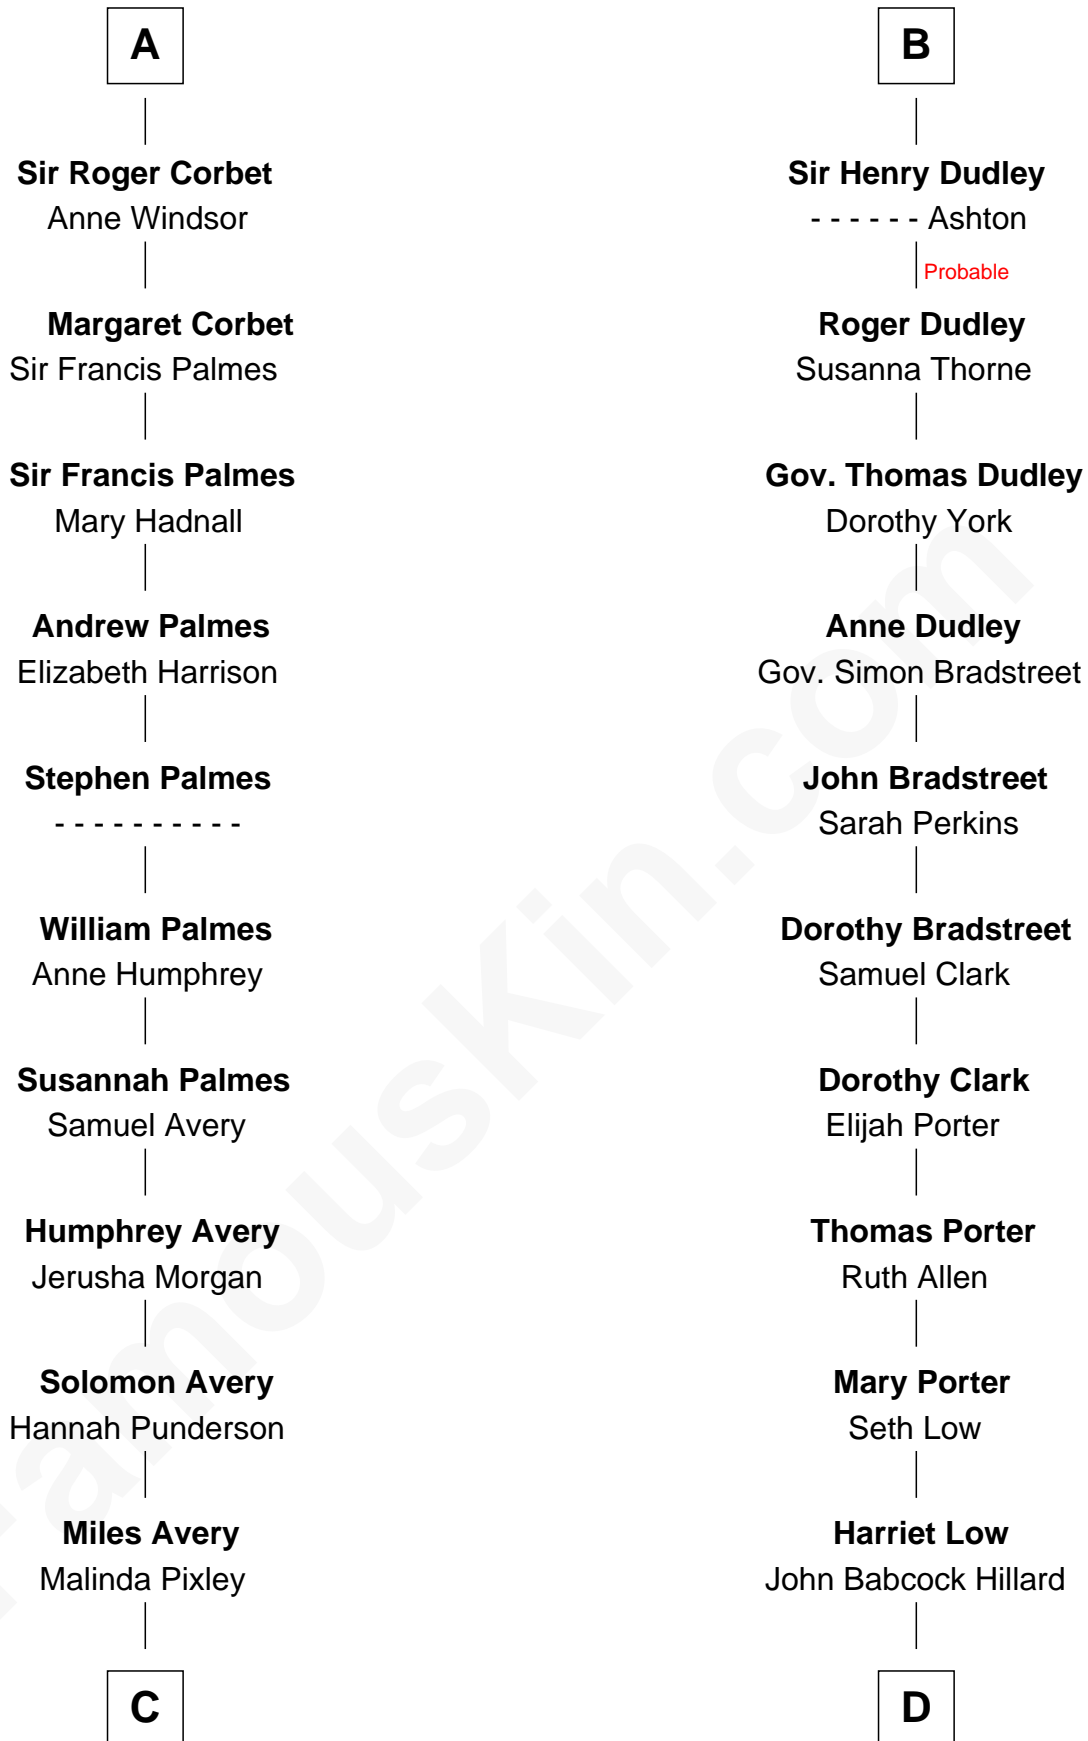 A
Sir Roger Corbet
Anne Windsor
Margaret Corbet
Sir Francis Palmes
Sir Francis Palmes
Mary Hadnall
Andrew Palmes
Elizabeth Harrison
Stephen Palmes
- - - - - - - - - -
William Palmes
Anne Humphrey
Susannah Palmes
Samuel Avery
Humphrey Avery
Jerusha Morgan
Solomon Avery
Hannah Punderson
Miles Avery
Malinda Pixley
C
B
Sir Henry Dudley
- - - - - - Ashton
Probable
Roger Dudley
Susanna Thorne
Gov. Thomas Dudley
Dorothy York
Anne Dudley
Gov. Simon Bradstreet
John Bradstreet
Sarah Perkins
Dorothy Bradstreet
Samuel Clark
Dorothy Clark
Elijah Porter
Thomas Porter
Ruth Allen
Mary Porter
Seth Low
Harriet Low
John Babcock Hillard
D
FamousKin.com